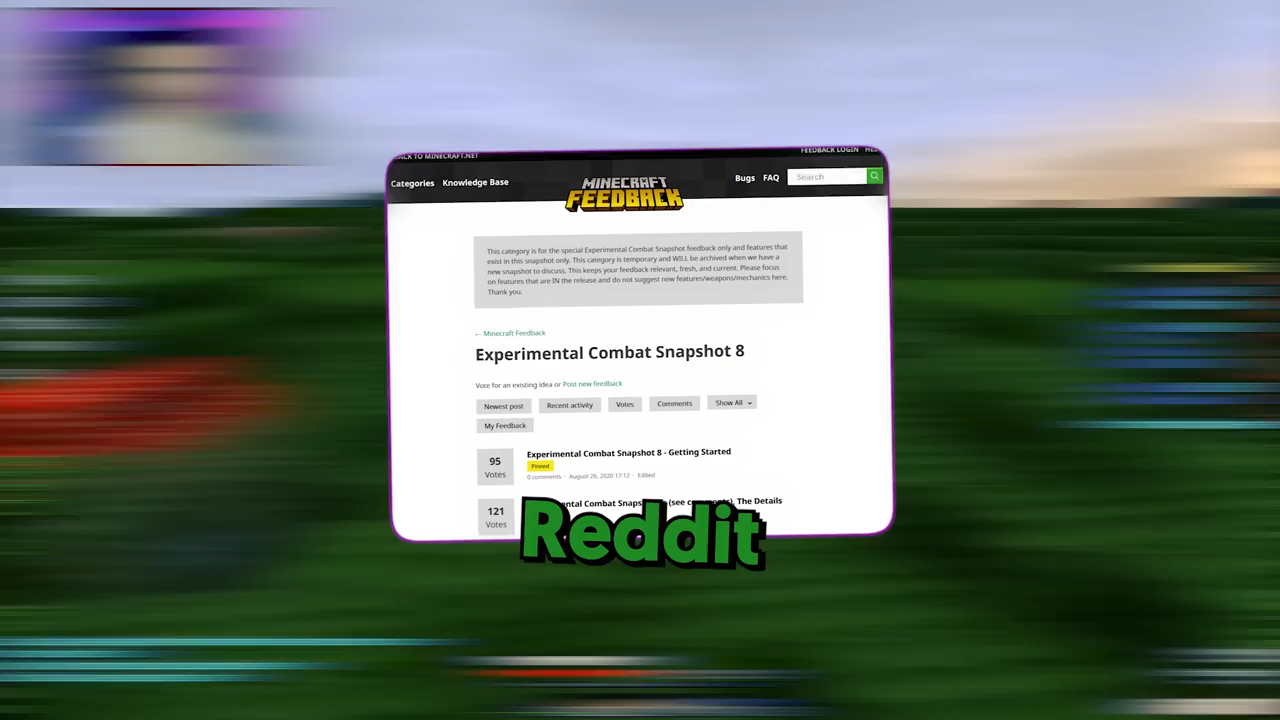 BACK TO MINECRAFT.NET
FEEDBACK LOGIN
Categories Knowledge Base
MINECRAFT
FEEDBACK
Bugs FAQ Search
This category is for the special Experimental Combat Snapshot feedback only and features that
exist in this snapshot only. This category is temporary and WILL be archived when we have a
new snapshot to discuss. This keeps your feedback relevant, fresh, and current. Please focus
on features that are IN the release and do not suggest new features/weapons/mechanics here.
Thank you.
← Minecraft Feedback
Experimental Combat Snapshot 8
Vote for an existing idea or Post new feedback
Newest post Recent activity Votes Comments Show All
My Feedback
95
Votes
Experimental Combat Snapshot 8 - Getting Started
Pinned
0 comments · August 26, 2020 17:12 · Edited
121
Votes
(see comments), The Details
Reddit